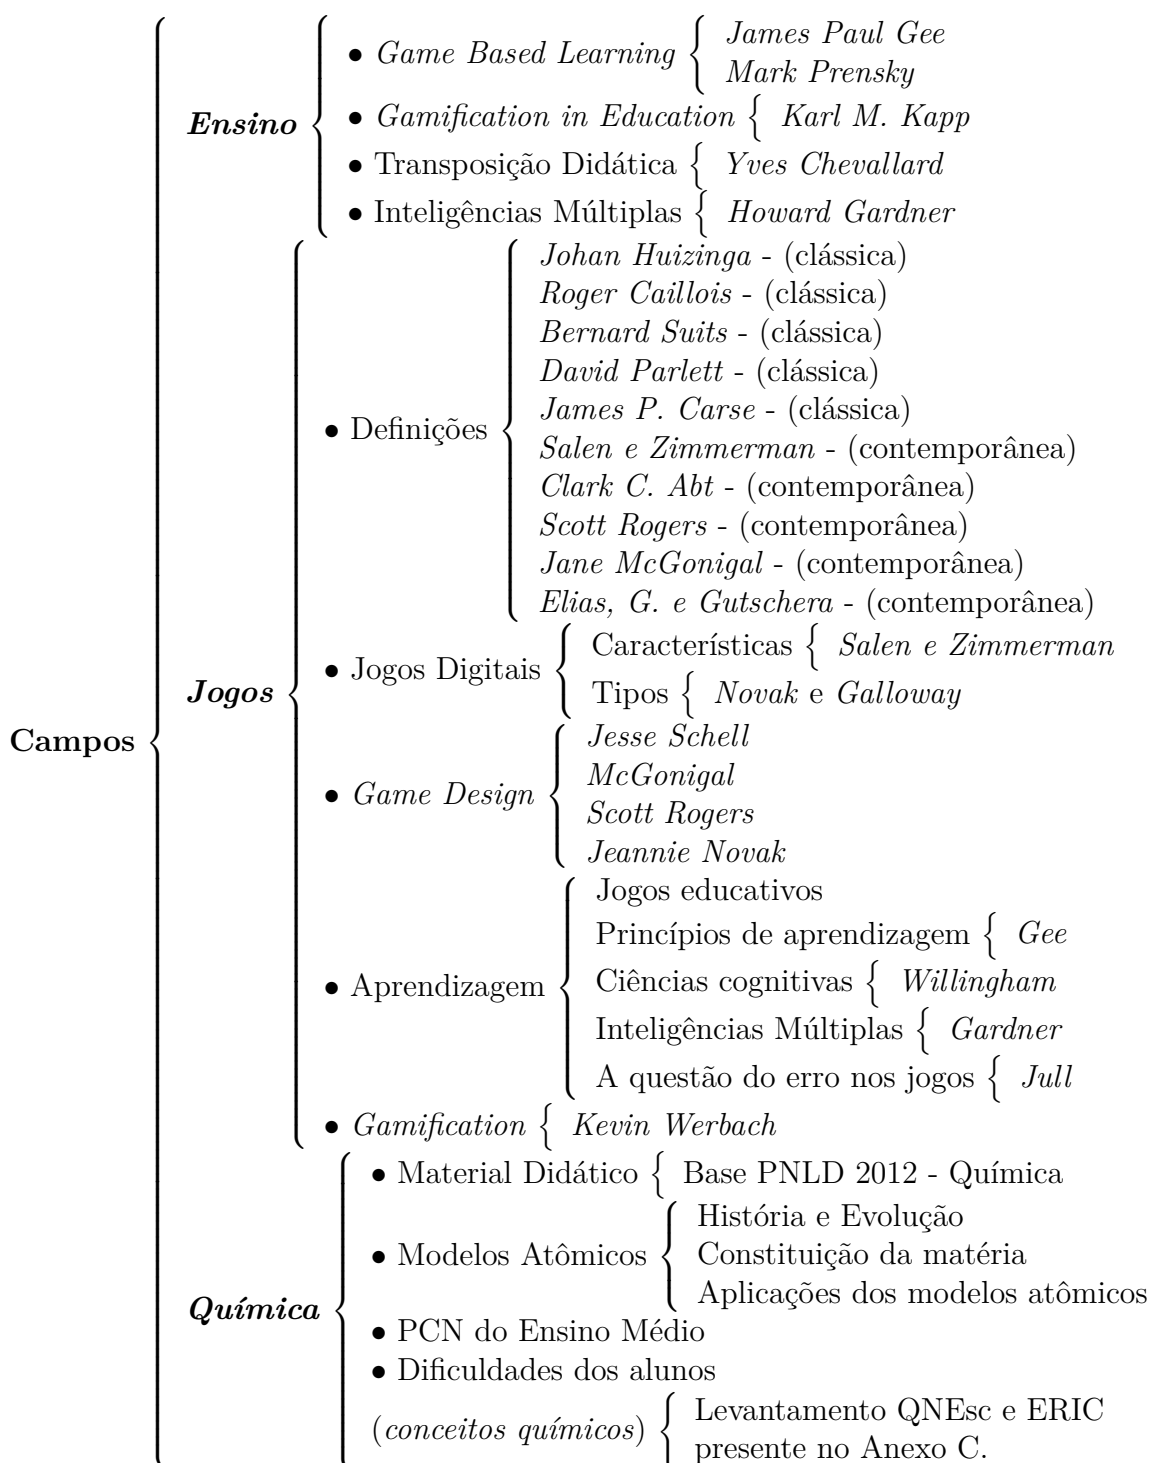 Campos
Ensino
• Game Based Learning
James Paul Gee
Mark Prensky
• Gamification in Education { Karl M. Kapp
• Transposição Didática { Yves Chevallard
• Inteligências Múltiplas { Howard Gardner
Jogos
• Definições
Johan Huizinga - (clássica)
Roger Caillois - (clássica)
Bernard Suits - (clássica)
David Parlett - (clássica)
James P. Carse - (clássica)
Salen e Zimmerman - (contemporânea)
Clark C. Abt - (contemporânea)
Scott Rogers - (contemporânea)
Jane McGonigal - (contemporânea)
Elias, G. e Gutschera - (contemporânea)
• Jogos Digitais
Características { Salen e Zimmerman
Tipos { Novak e Galloway
• Game Design
Jesse Schell
McGonigal
Scott Rogers
Jeannie Novak
• Aprendizagem
Jogos educativos
Princípios de aprendizagem { Gee
Ciências cognitivas { Willingham
Inteligências Múltiplas { Gardner
A questão do erro nos jogos { Jull
• Gamification { Kevin Werbach
Química
• Material Didático { Base PNLD 2012 - Química
• Modelos Atômicos
História e Evolução
Constituição da matéria
Aplicações dos modelos atômicos
• PCN do Ensino Médio
• Dificuldades dos alunos
(conceitos químicos)
Levantamento QNEsc e ERIC
presente no Anexo C.